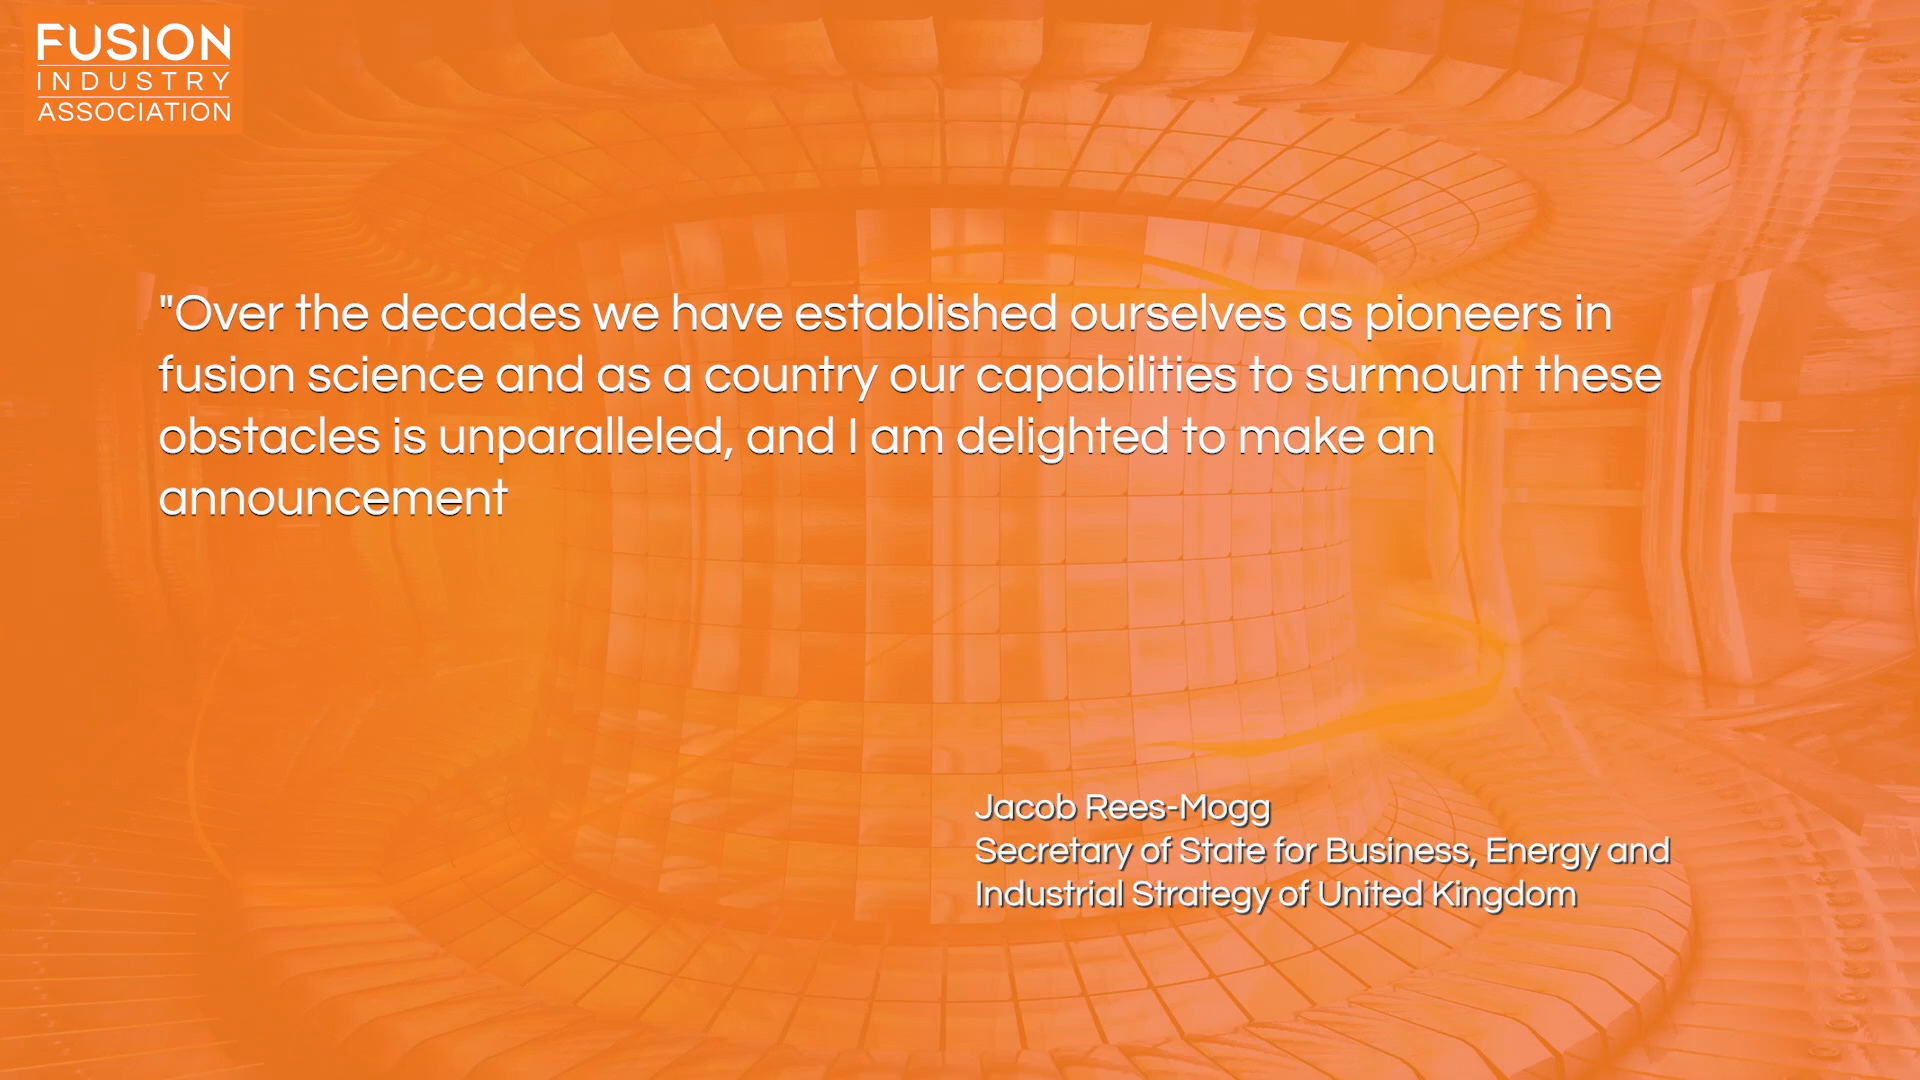 FUSION
INDUSTRY
ASSOCIATION
"Over the decades we have established ourselves as pioneers in
fusion science and as a country our capabilities to surmount these
obstacles is unparalleled, and I am delighted to make an
announcement
Jacob Rees-Mogg
Secretary of State for Business, Energy and
Industrial Strategy of United Kingdom